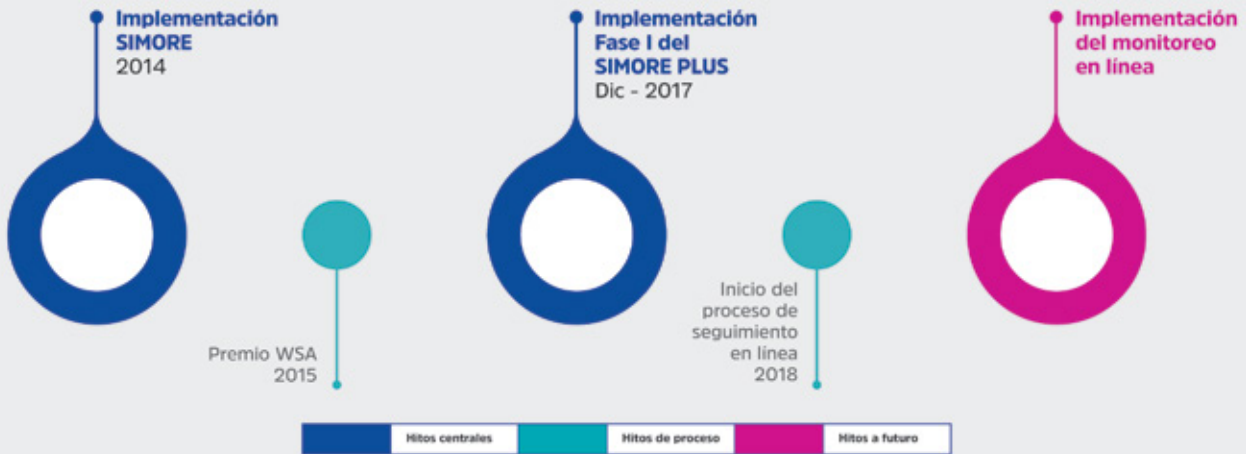 Implementación
SIMORE
2014
Premio WSA
2015
Implementación
Fase I del
SIMORE PLUS
Dic - 2017
Inicio del
proceso de
seguimiento
en línea
2018
Implementación
del monitoreo
en línea
Hitos centrales
Hitos de proceso
Hitos a futuro